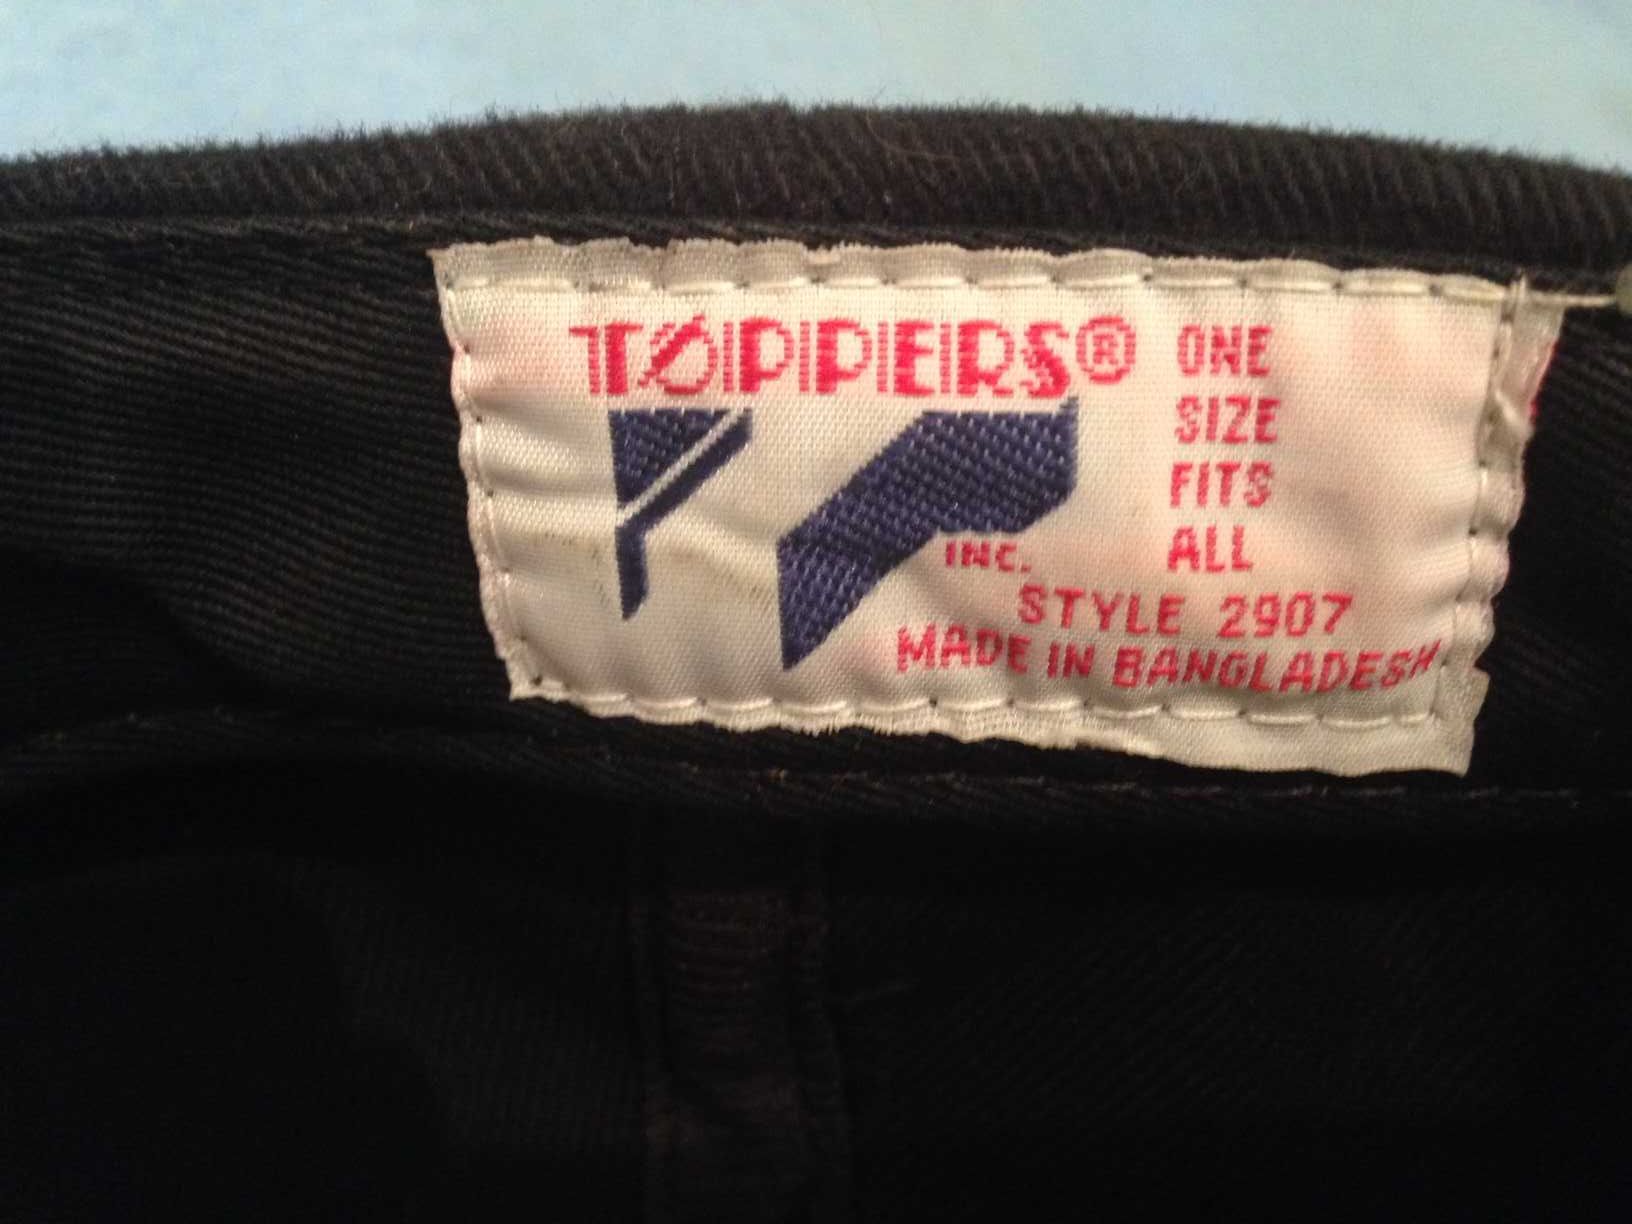 TOPPERS®
INC.
ONE
SIZE
FITS
ALL
STYLE 2907
MADE IN BANGLADESH